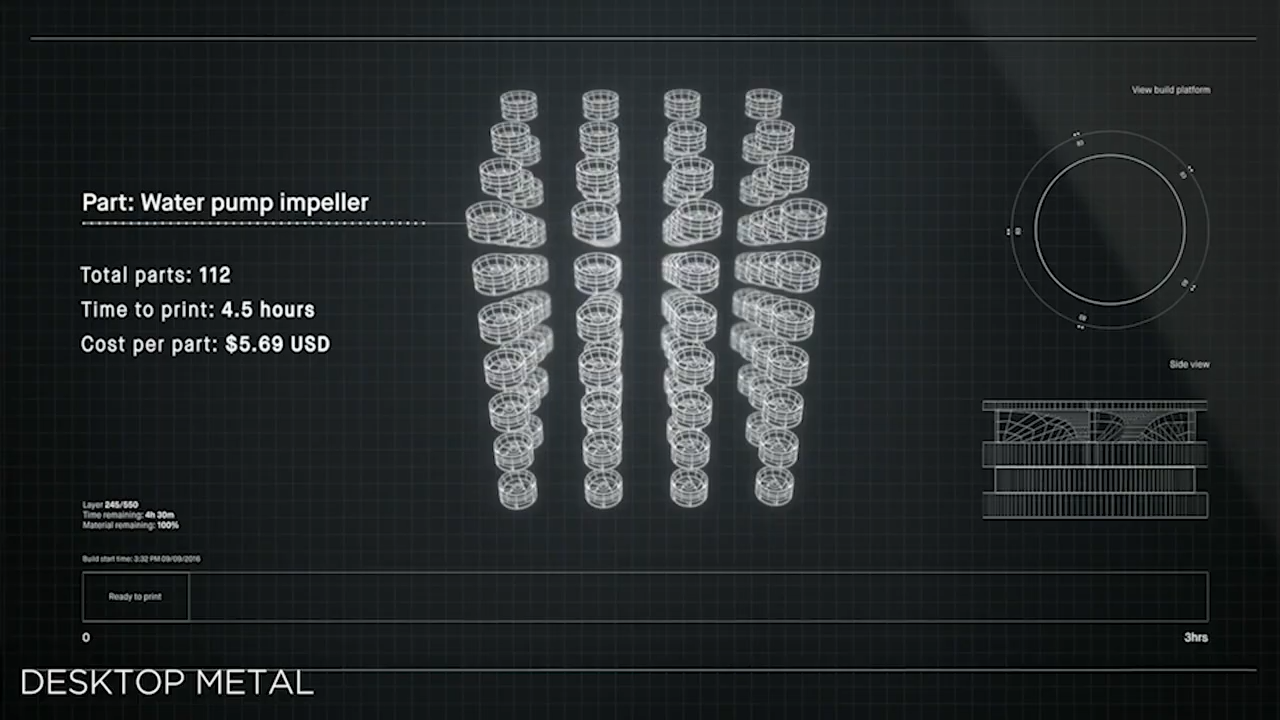 View build platform
Part: Water pump impeller
Total parts: 112
Time to print: 4.5 hours
Cost per part: $5.69 USD
Side view
Layer 245/550
Time remaining: 4h 30m
Material remaining: 100%
Build start time: 3:32 PM 09/09/2016
Ready to print
0
3hrs
DESKTOP METAL